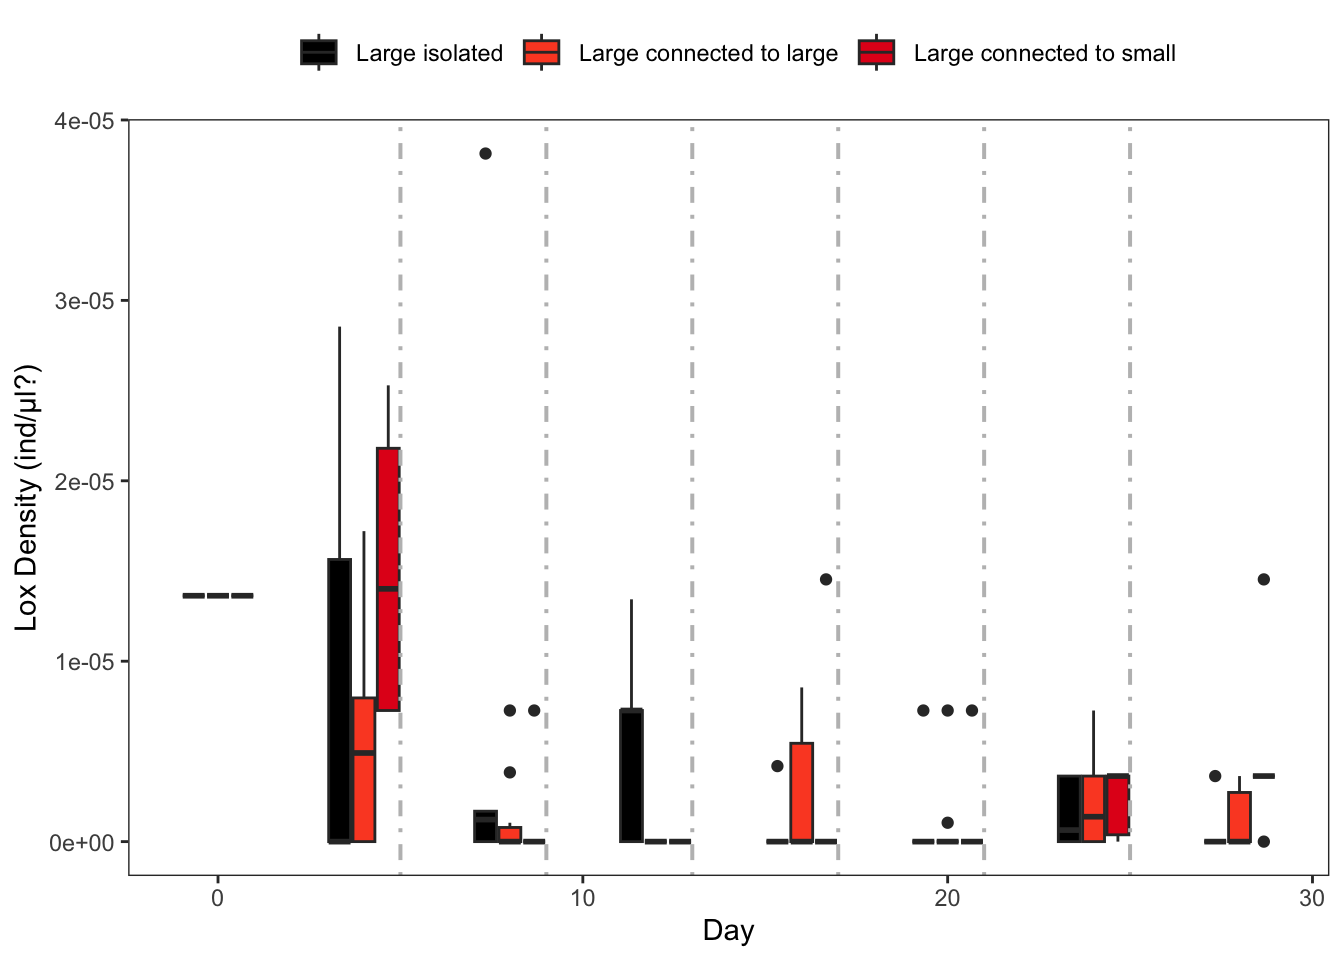 Large isolated Large connected to large Large connected to small
4e-05
3e-05
2e-05
1e-05
0e+00
Lox Density (ind/μl?)
0 10 20 30
Day